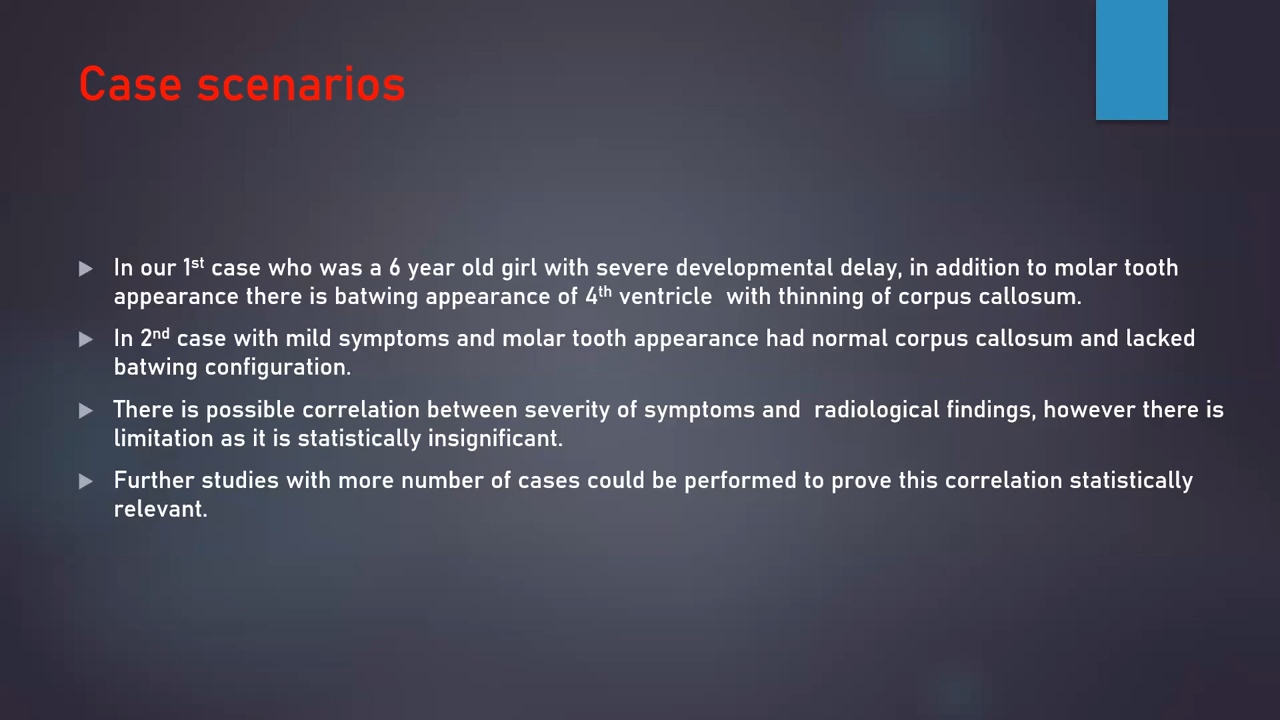 Case scenarios
In our 1st case who was a 6 year old girl with severe developmental delay, in addition to molar tooth
appearance there is batwing appearance of 4th ventricle with thinning of corpus callosum.
In 2nd case with mild symptoms and molar tooth appearance had normal corpus callosum and lacked
batwing configuration.
There is possible correlation between severity of symptoms and radiological findings, however there is
limitation as it is statistically insignificant.
Further studies with more number of cases could be performed to prove this correlation statistically
relevant.